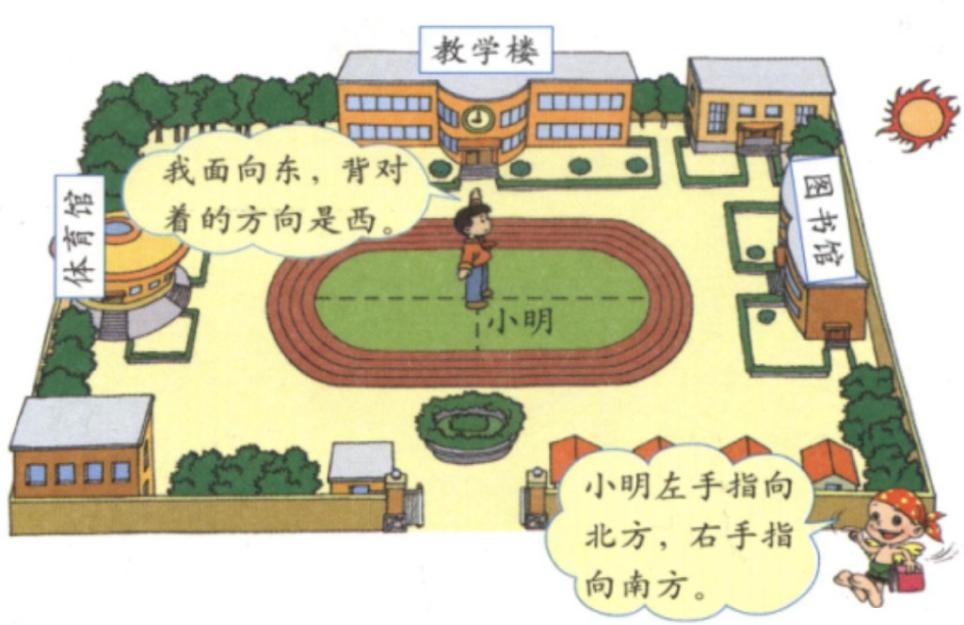 教学楼
我面向东，背对
着的方向是西。
体育馆
图书馆
小明
小明左手指向
北方，右手指
向南方。